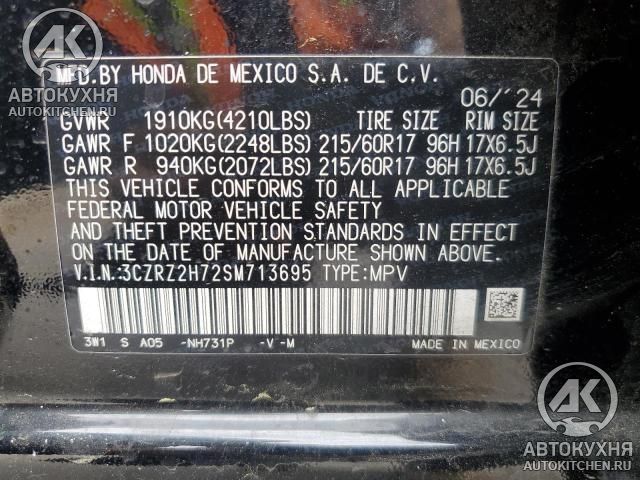 MFD.BY HONDA DE MEXICO S.A. DE C.V.
06/'24
GVWR 1910KG(4210LBS) TIRE SIZE RIM SIZE
GAWR F 1020KG(2248LBS) 215/60R17 96H 17X6.5J
GAWR R 940KG(2072LBS) 215/60R17 96H 17X6.5J
THIS VEHICLE CONFORMS TO ALL APPLICABLE
FEDERAL MOTOR VEHICLE SAFETY
AND THEFT PREVENTION STANDARDS IN EFFECT
ON THE DATE OF MANUFACTURE SHOWN ABOVE.
V.I.N.:3CZRZ2H72SM713695 TYPE:MPV
3W1 S A05 -NH731P -V-M MADE IN MEXICO
АК
АВТОКУХНЯ
AUTOKITCHEN.RU
АК
АВТОКУХНЯ
AUTOKITCHEN.RU